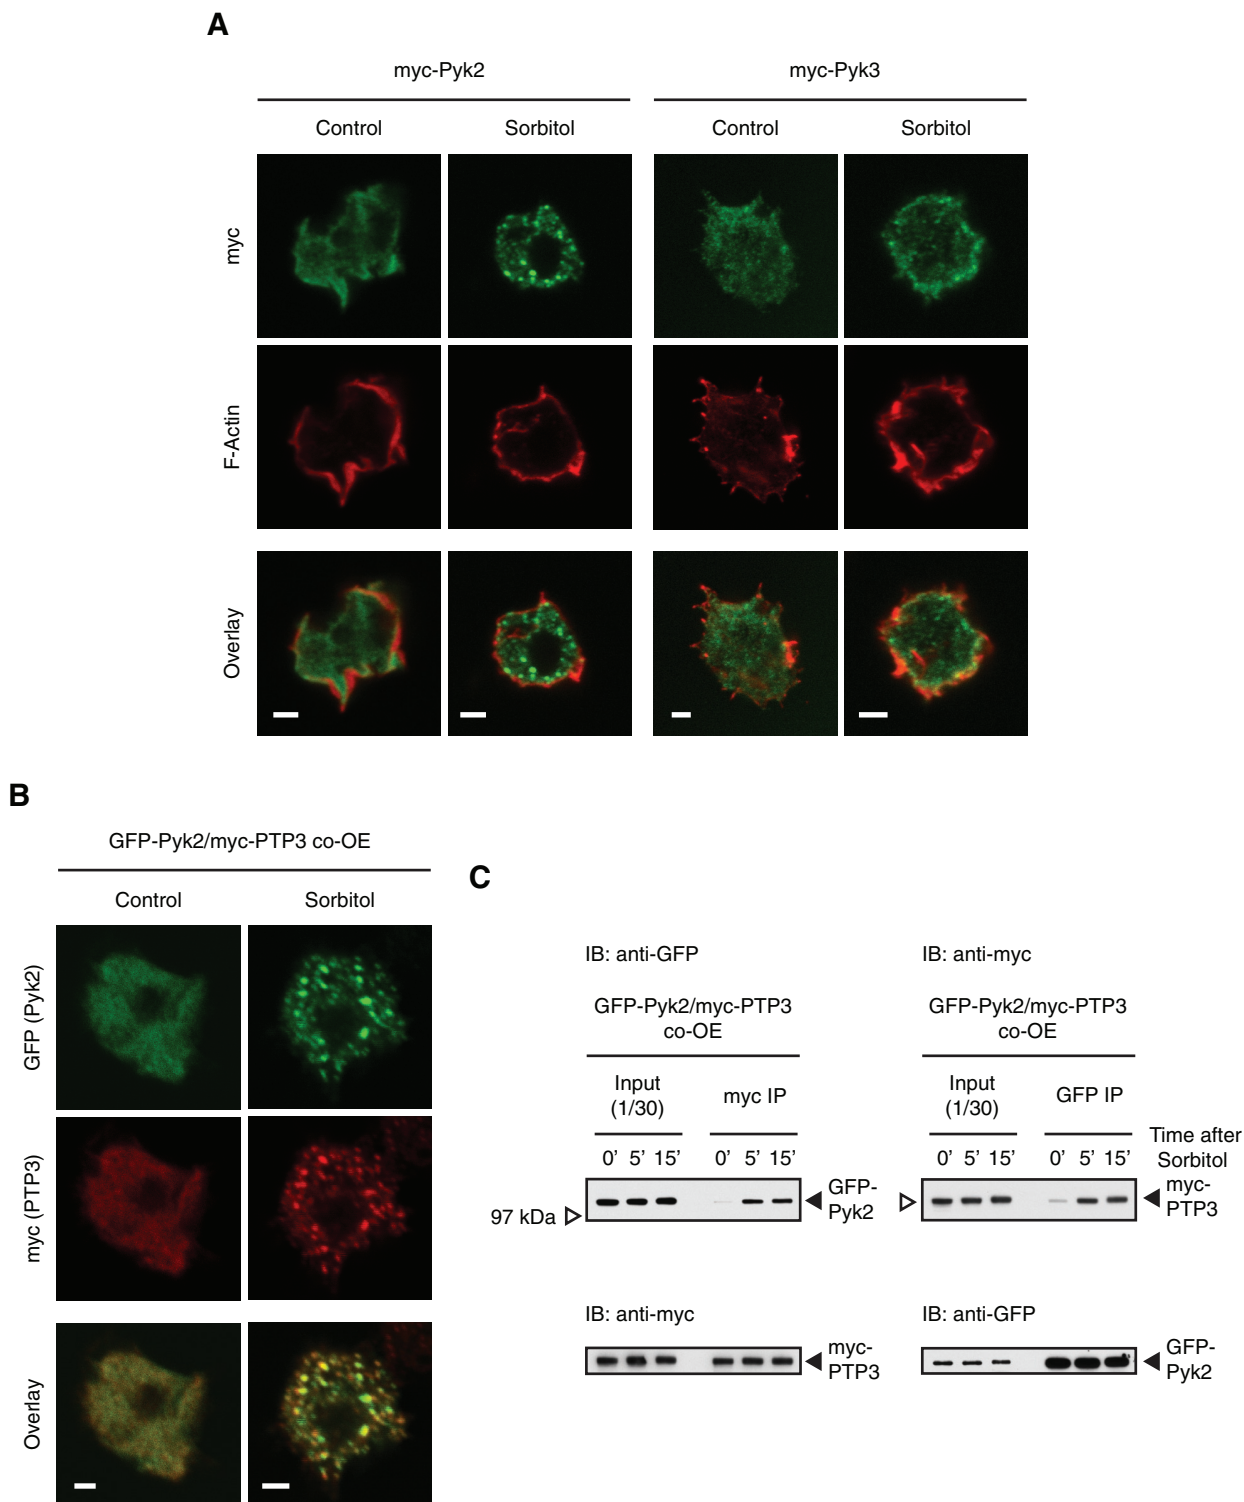 A
myc-Pyk2
myc-Pyk3
Control
Sorbitol
Control
Sorbitol
myc
F-Actin
Overlay
B
GFP-Pyk2/myc-PTP3 co-OE
Control
Sorbitol
GFP (Pyk2)
myc (PTP3)
Overlay
C
IB: anti-GFP
GFP-Pyk2/myc-PTP3
co-OE
Input
(1/30)
myc IP
0' 5' 15' 0' 5' 15'
97 kDa
GFP-
Pyk2
IB: anti-myc
myc-
PTP3
IB: anti-myc
GFP-Pyk2/myc-PTP3
co-OE
Input
(1/30)
GFP IP
Time after
Sorbitol
0' 5' 15' 0' 5' 15'
myc-
PTP3
IB: anti-GFP
GFP-
Pyk2